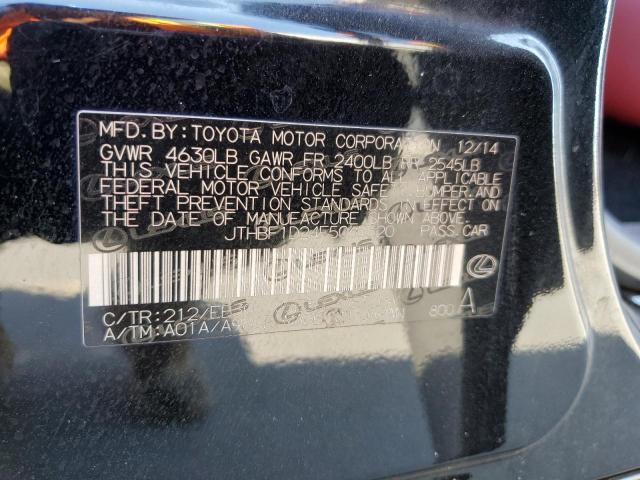 MFD. BY: TOYOTA MOTOR CORPORATION 12/14
GVWR 4630LB GAWR FR 2400LB RR 2545LB
THIS VEHICLE CONFORMS TO ALL APPLICABLE
FEDERAL MOTOR VEHICLE SAFETY, BUMPER, AND
THEFT PREVENTION STANDARDS IN EFFECT ON
THE DATE OF MANUFACTURE SHOWN ABOVE.
PASS. CAR
C/TR:212/
A/TM:A01A/
800 A
LEXUS